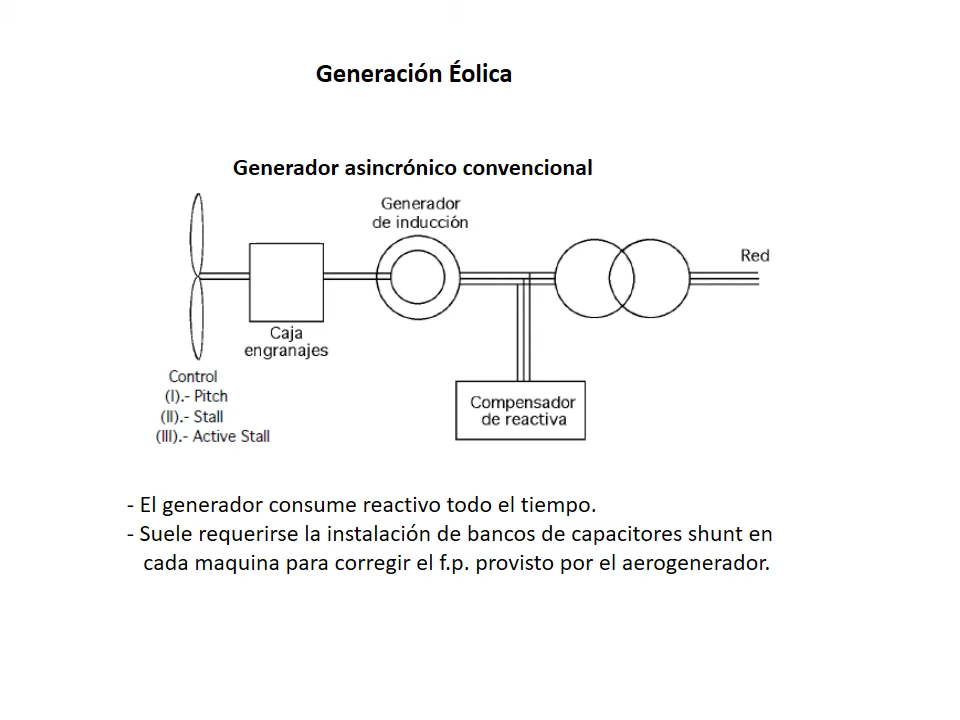 Generación Éolica
Generador asincrónico convencional
Generador
de inducción
Red
Caja
engranajes
Control
(I).- Pitch
(II).- Stall
(III).- Active Stall
Compensador
de reactiva
- El generador consume reactivo todo el tiempo.
- Suele requerirse la instalación de bancos de capacitores shunt en
cada maquina para corregir el f.p. provisto por el aerogenerador.